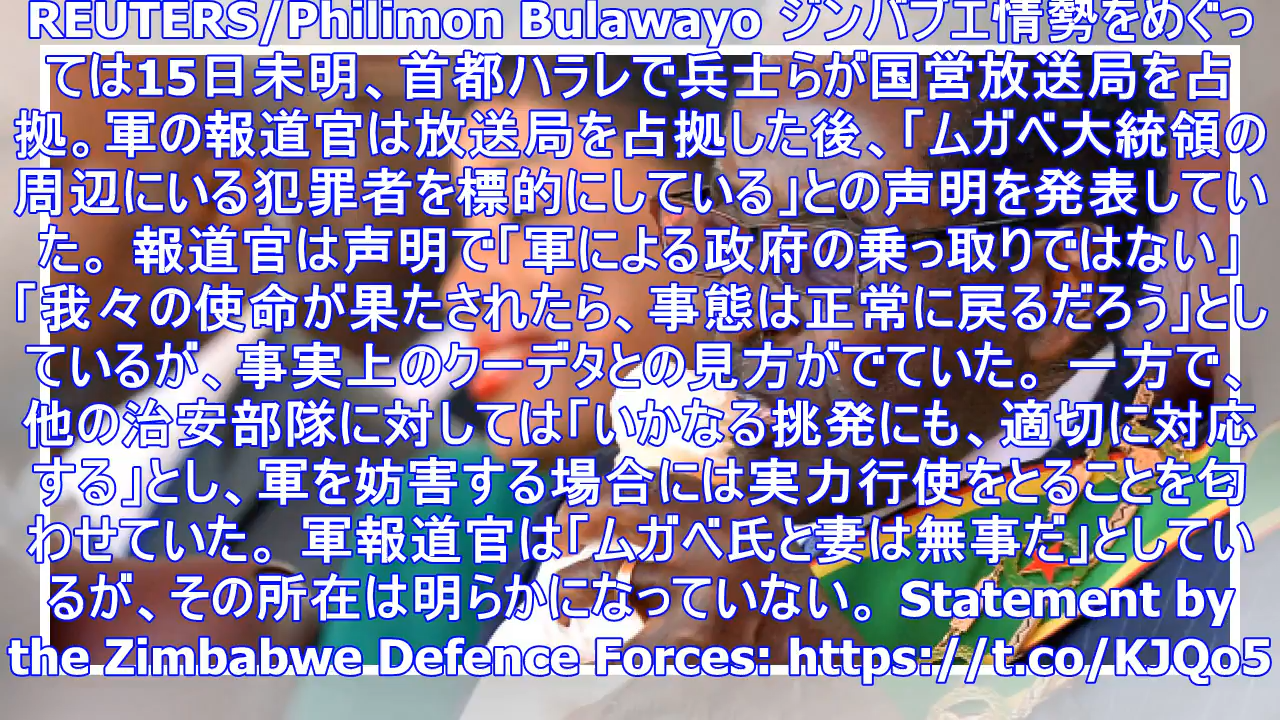 REUTERS/Philimon Bulawayo ジンバブエ情勢をめぐっ
ては15日未明、首都ハラレで兵士らが国営放送局を占
拠。軍の報道官は放送局を占拠した後、「ムガベ大統領の
周辺にいる犯罪者を標的にしている」との声明を発表してい
た。報道官は声明で「軍による政府の乗っ取りではない」
「我々の使命が果たされたら、事態は正常に戻るだろう」とし
ているが、事実上のクーデタとの見方がでていた。一方で、
他の治安部隊に対しては「いかなる挑発にも、適切に対応
する」とし、軍を妨害する場合には実力行使をとることを匂
わせていた。軍報道官は「ムガベ氏と妻は無事だ」としてい
るが、その所在は明らかになっていない。Statement by
the Zimbabwe Defence Forces: https://t.co/KJQo5